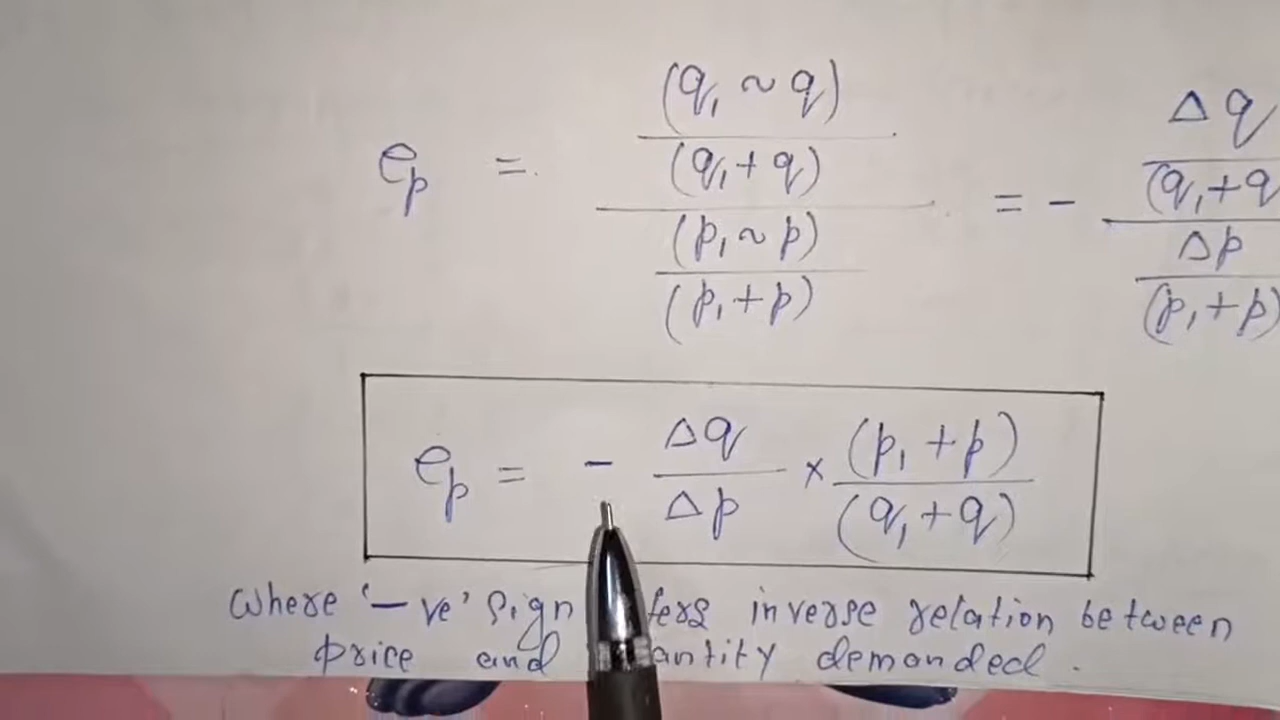 (q₁ ~ q)
(q₁ + q)
eₚ =
(p₁ ~ p)
(p₁ + p)
= -
Δq
(q₁ + q
Δp
(p₁ + p)
eₚ = - Δq / Δp × (p₁ + p) / (q₁ + q)
Where '-ve' sign inverse relation between
price and demanded.